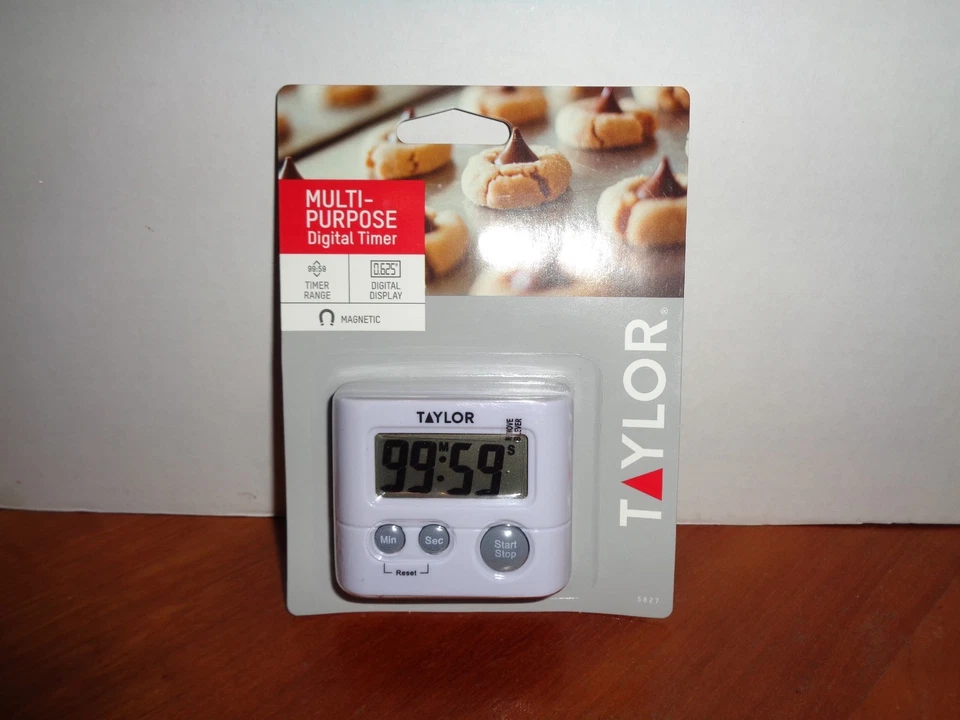 MULTI-
PURPOSE
Digital Timer
99:59
TIMER
RANGE
0.625"
DIGITAL
DISPLAY
MAGNETIC
TAYLOR®
TAYLOR
99:59
M
S
Min
Sec
Start
Stop
Reset
5827